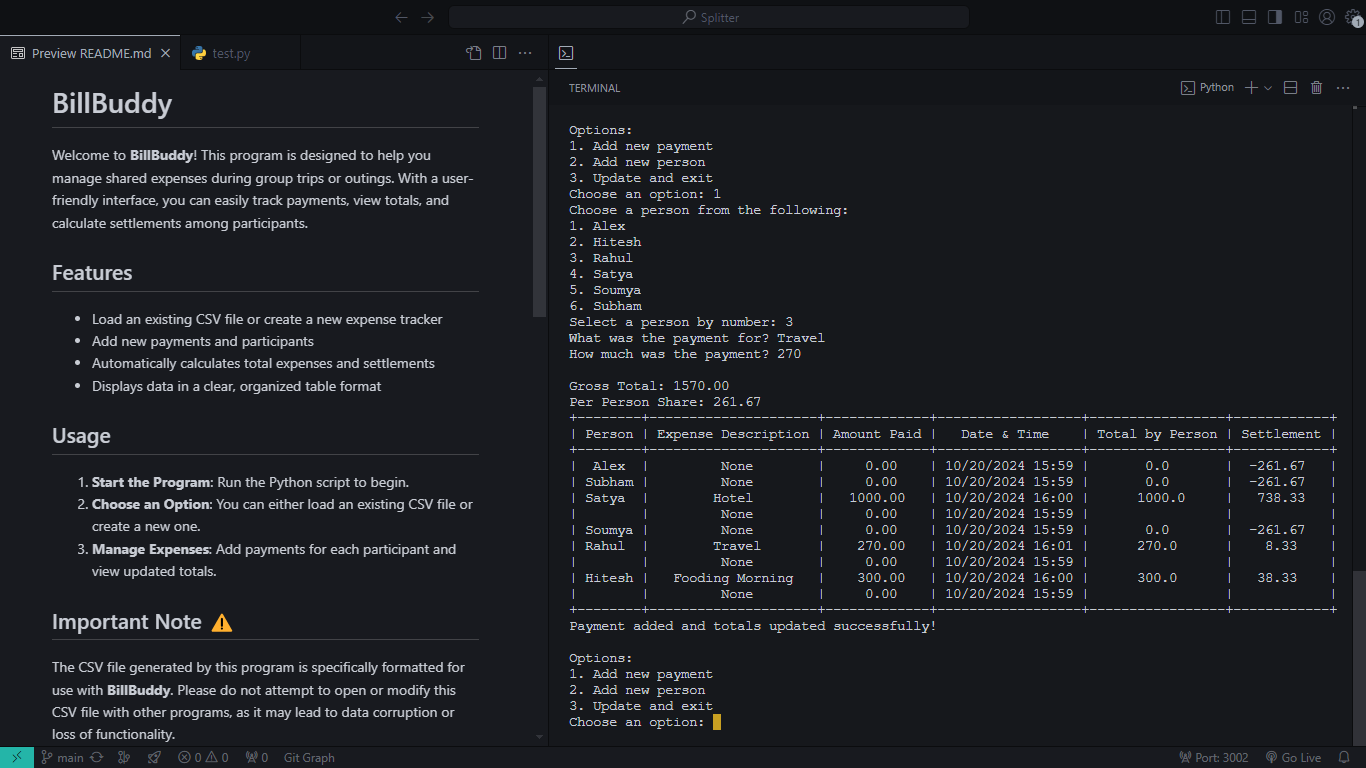 Splitter
1
Preview README.md
test.py
BillBuddy
Welcome to BillBuddy! This program is designed to help you
manage shared expenses during group trips or outings. With a user-
friendly interface, you can easily track payments, view totals, and
calculate settlements among participants.
Features
• Load an existing CSV file or create a new expense tracker
• Add new payments and participants
• Automatically calculates total expenses and settlements
• Displays data in a clear, organized table format
Usage
1. Start the Program: Run the Python script to begin.
2. Choose an Option: You can either load an existing CSV file or
create a new one.
3. Manage Expenses: Add payments for each participant and
view updated totals.
Important Note ⚠️
The CSV file generated by this program is specifically formatted for
use with BillBuddy. Please do not attempt to open or modify this
CSV file with other programs, as it may lead to data corruption or
loss of functionality.
TERMINAL
Python
Options:
1. Add new payment
2. Add new person
3. Update and exit
Choose an option: 1
Choose a person from the following:
1. Alex
2. Hitesh
3. Rahul
4. Satya
5. Soumya
6. Subham
Select a person by number: 3
What was the payment for? Travel
How much was the payment? 270
Gross Total: 1570.00
Per Person Share: 261.67
+--------+---------------------+-------------+------------------+-----------------+------------+
| Person | Expense Description | Amount Paid | Date & Time | Total by Person | Settlement |
+--------+---------------------+-------------+------------------+-----------------+------------+
| Alex | None | 0.00 | 10/20/2024 15:59 | 0.0 | -261.67 |
| Subham | None | 0.00 | 10/20/2024 15:59 | 0.0 | -261.67 |
| Satya | Hotel | 1000.00 | 10/20/2024 16:00 | 1000.0 | 738.33 |
| | None | 0.00 | 10/20/2024 15:59 | | |
| Soumya | None | 0.00 | 10/20/2024 15:59 | 0.0 | -261.67 |
| Rahul | Travel | 270.00 | 10/20/2024 16:01 | 270.0 | 8.33 |
| | None | 0.00 | 10/20/2024 15:59 | | |
| Hitesh | Fooding Morning | 300.00 | 10/20/2024 16:00 | 300.0 | 38.33 |
| | None | 0.00 | 10/20/2024 15:59 | | |
+--------+---------------------+-------------+------------------+-----------------+------------+
Payment added and totals updated successfully!
Options:
1. Add new payment
2. Add new person
3. Update and exit
Choose an option:
main 0 0 0 Git Graph Port: 3002 Go Live